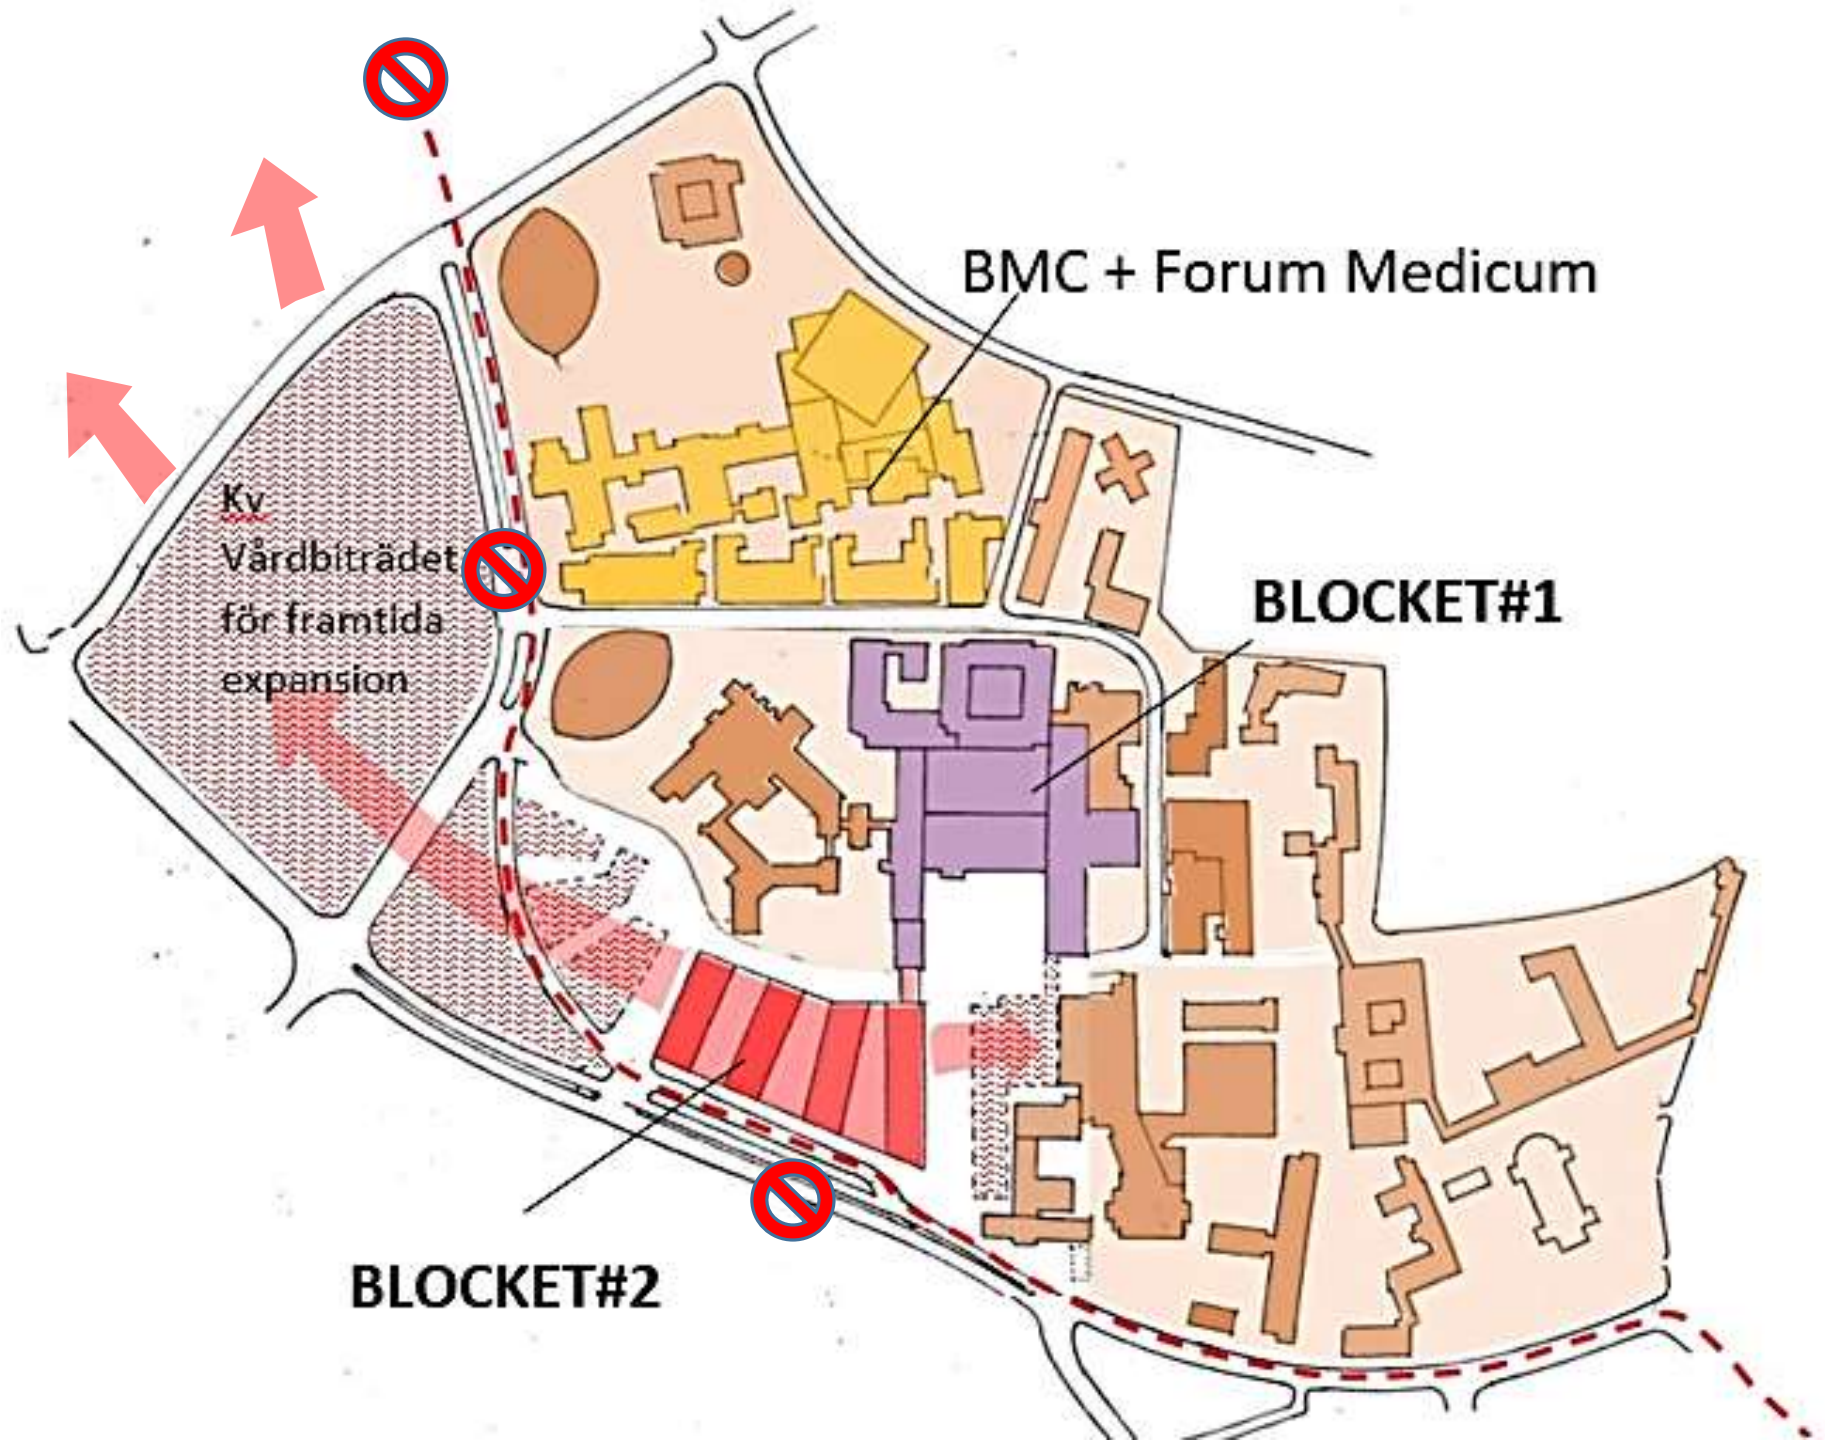 BMC + Forum Medicum
Kv
Vårdbiträdet
för framtida
expansion
BLOCKET#1
BLOCKET#2